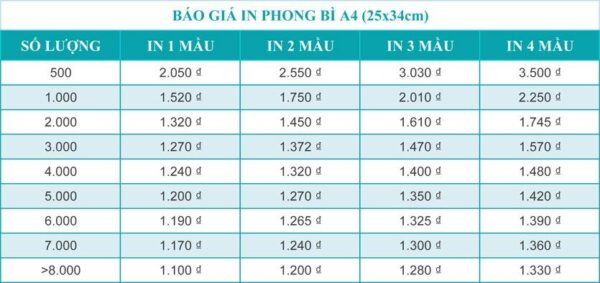 BÁO GIÁ IN PHONG BÌ A4 (25x34cm)
SỐ LƯỢNG IN 1 MẦU IN 2 MẦU IN 3 MẦU IN 4 MẦU
500 2.050 ₫ 2.550 ₫ 3.030 ₫ 3.500 ₫
1.000 1.520 ₫ 1.750 ₫ 2.010 ₫ 2.250 ₫
2.000 1.320 ₫ 1.450 ₫ 1.610 ₫ 1.745 ₫
3.000 1.270 ₫ 1.372 ₫ 1.470 ₫ 1.570 ₫
4.000 1.240 ₫ 1.320 ₫ 1.400 ₫ 1.480 ₫
5.000 1.200 ₫ 1.270 ₫ 1.350 ₫ 1.420 ₫
6.000 1.190 ₫ 1.265 ₫ 1.325 ₫ 1.390 ₫
7.000 1.170 ₫ 1.240 ₫ 1.300 ₫ 1.360 ₫
>8.000 1.100 ₫ 1.200 ₫ 1.280 ₫ 1.330 ₫